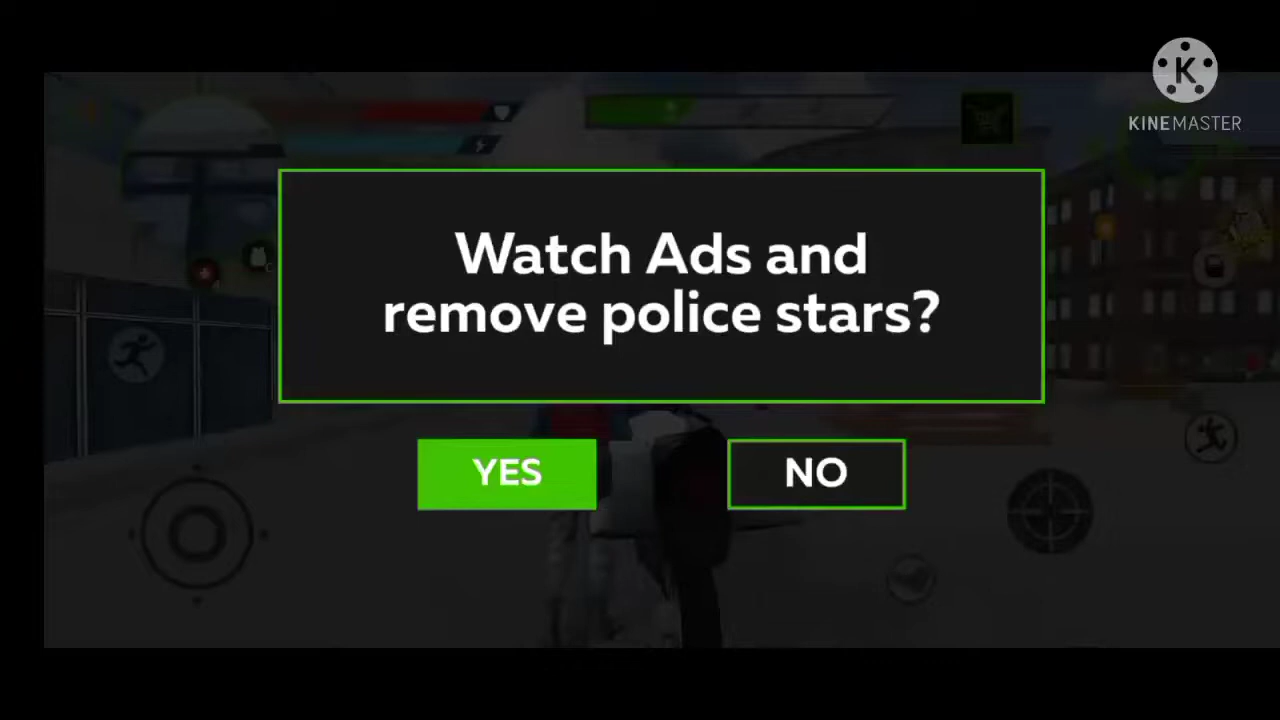 KINEMASTER
Watch Ads and
remove police stars?
YES
NO